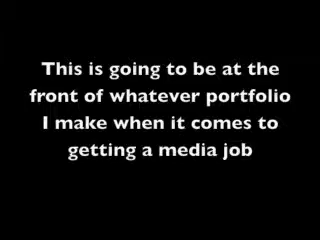 This is going to be at the
front of whatever portfolio
I make when it comes to
getting a media job